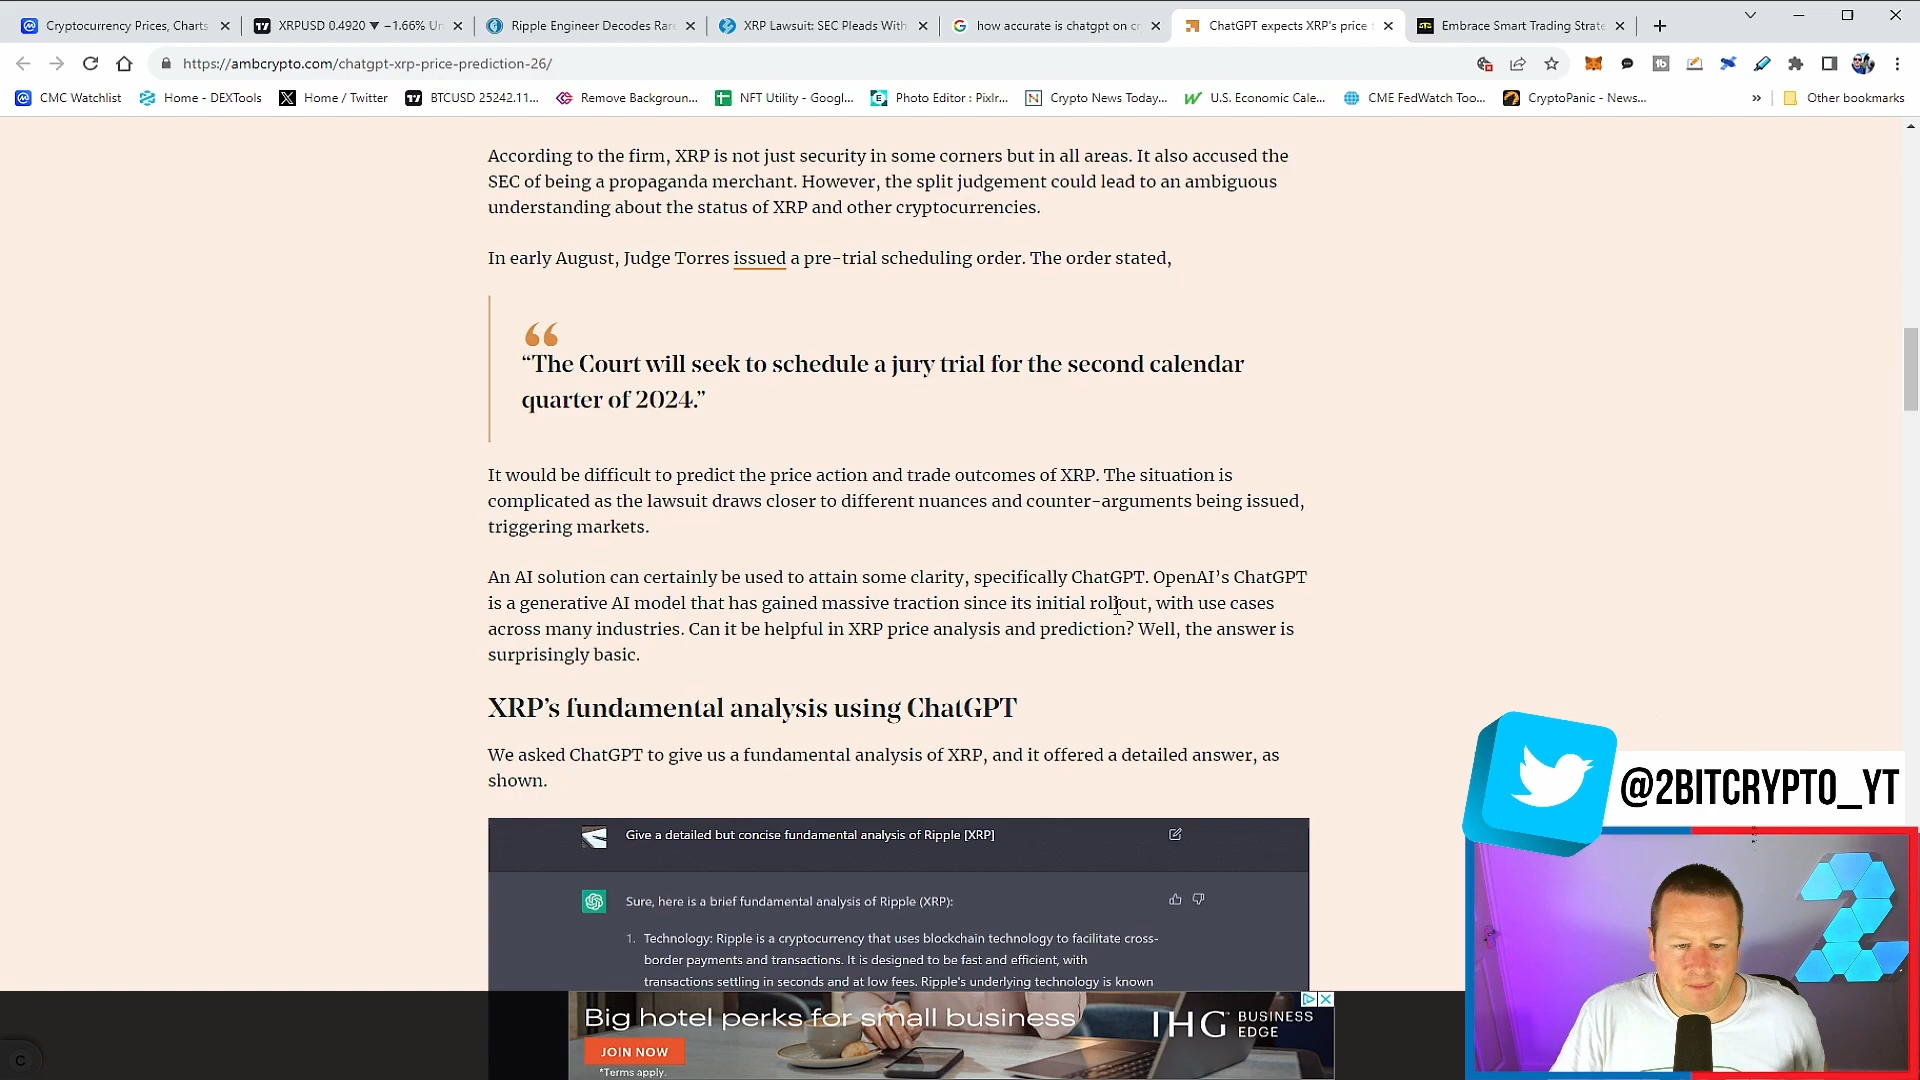 Cryptocurrency Prices, Charts
XRPUSD 0.4920 ▼ −1.66% Un
Ripple Engineer Decodes Rare
XRP Lawsuit: SEC Pleads With
how accurate is chatgpt on cr
ChatGPT expects XRP's price t
Embrace Smart Trading Strate
https://ambcrypto.com/chatgpt-xrp-price-prediction-26/
CMC Watchlist
Home - DEXTools
Home / Twitter
BTCUSD 25242.11...
Remove Backgroun...
NFT Utility - Googl...
Photo Editor : Pixlr...
Crypto News Today...
U.S. Economic Cale...
CME FedWatch Too...
CryptoPanic - News...
»
Other bookmarks
According to the firm, XRP is not just security in some corners but in all areas. It also accused the
SEC of being a propaganda merchant. However, the split judgement could lead to an ambiguous
understanding about the status of XRP and other cryptocurrencies.
In early August, Judge Torres issued a pre-trial scheduling order. The order stated,
“The Court will seek to schedule a jury trial for the second calendar
quarter of 2024.”
It would be difficult to predict the price action and trade outcomes of XRP. The situation is
complicated as the lawsuit draws closer to different nuances and counter-arguments being issued,
triggering markets.
An AI solution can certainly be used to attain some clarity, specifically ChatGPT. OpenAI’s ChatGPT
is a generative AI model that has gained massive traction since its initial rollout, with use cases
across many industries. Can it be helpful in XRP price analysis and prediction? Well, the answer is
surprisingly basic.
XRP’s fundamental analysis using ChatGPT
We asked ChatGPT to give us a fundamental analysis of XRP, and it offered a detailed answer, as
shown.
Give a detailed but concise fundamental analysis of Ripple [XRP]
Sure, here is a brief fundamental analysis of Ripple (XRP):
1. Technology: Ripple is a cryptocurrency that uses blockchain technology to facilitate cross-
border payments and transactions. It is designed to be fast and efficient, with
transactions settling in seconds and at low fees. Ripple's underlying technology is known
@2BITCRYPTO_YT
Big hotel perks for small business
JOIN NOW
*Terms apply.
IHG BUSINESS
EDGE
C